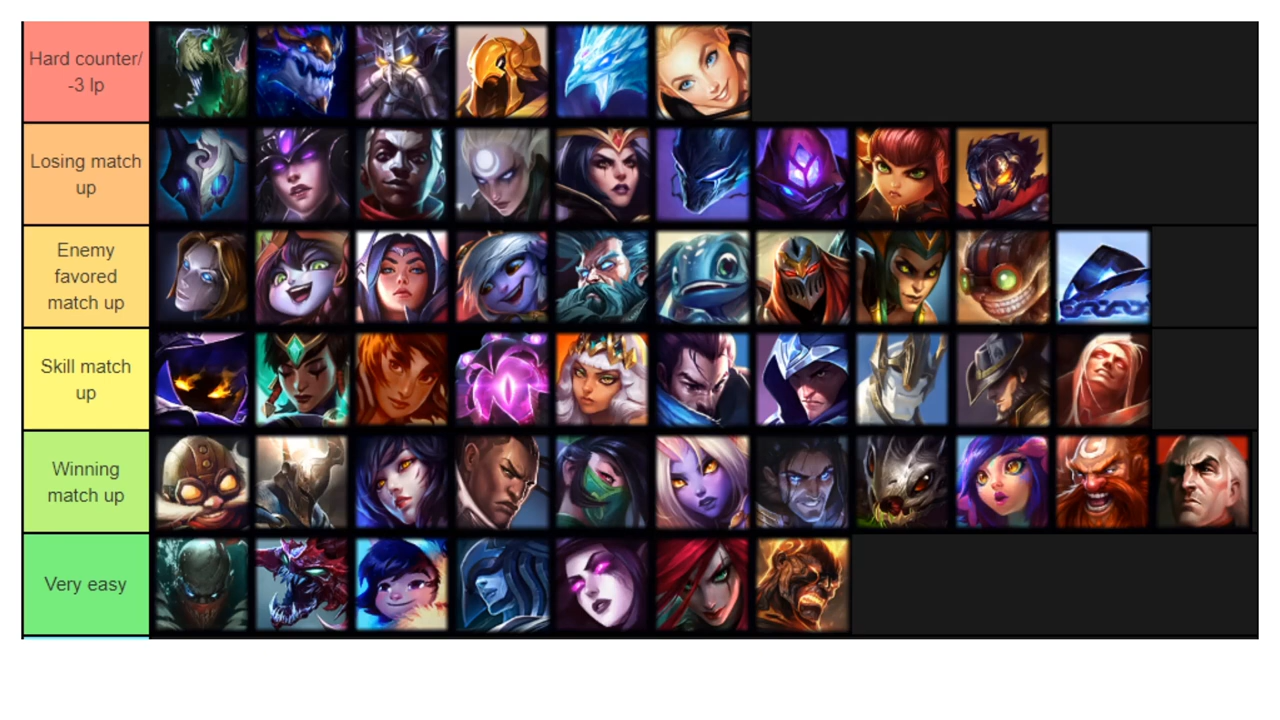 Hard counter/
-3 lp
Losing match
up
Enemy
favored
match up
Skill match
up
Winning
match up
Very easy